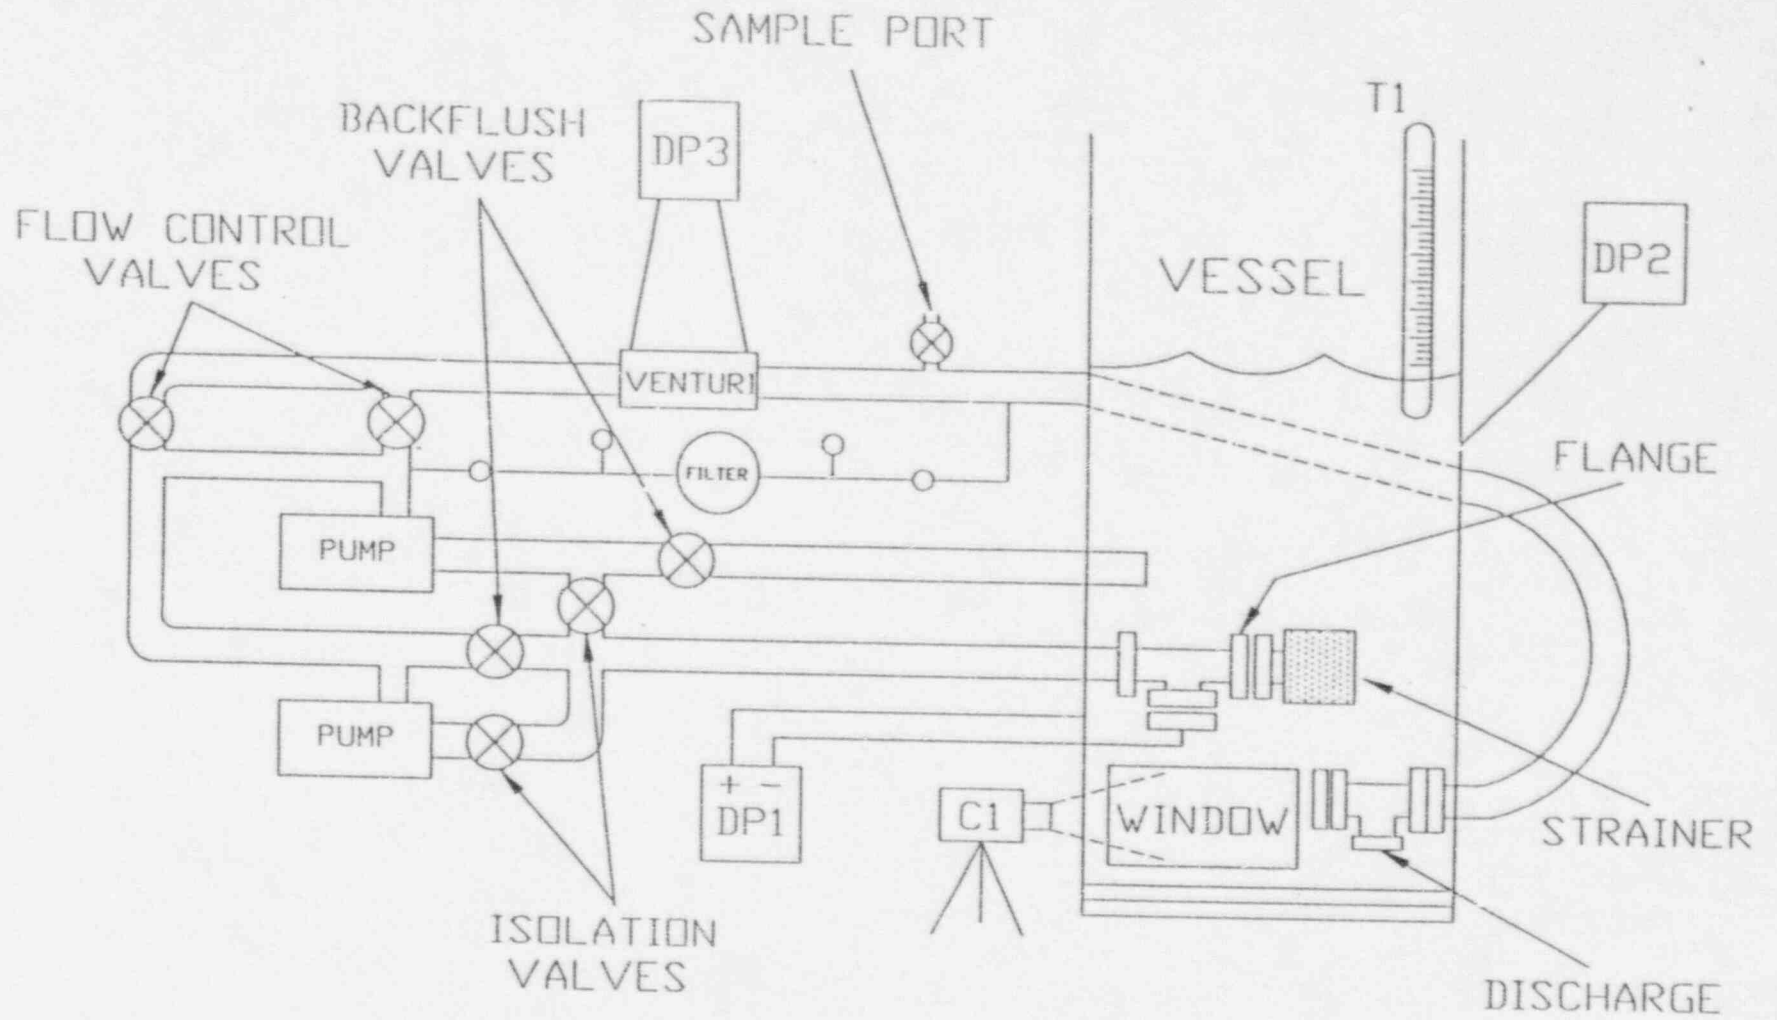 SAMPLE PORT
T1
BACKFLUSH
VALVES
DP3
FLOW CONTROL
VALVES
VESSEL
DP2
VENTURI
FLANGE
FILTER
PUMP
PUMP
+ -
DP1
C1
WINDOW
STRAINER
ISOLATION
VALVES
DISCHARGE